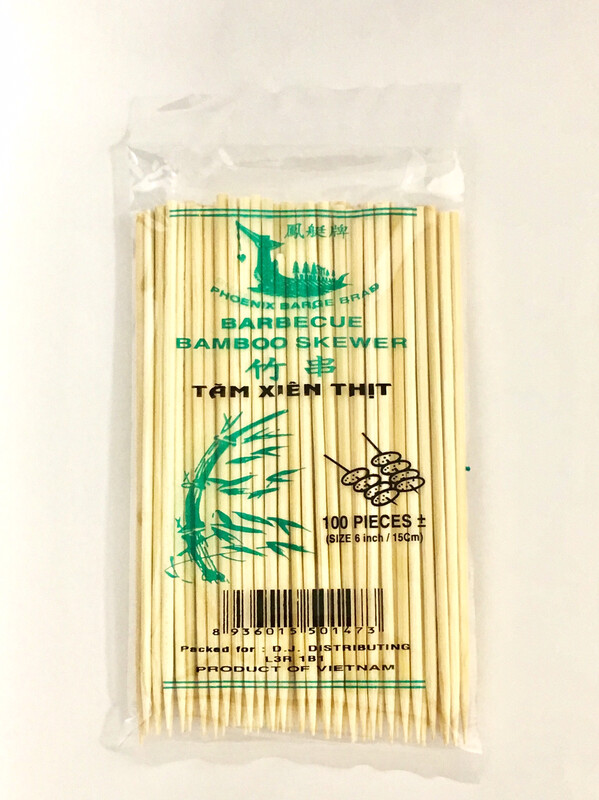 鳳艇牌
PHOENIX BARGE BRAD
BARBECUE
BAMBOO SKEWER
竹串
TĂM XIÊN THỊT
100 PIECES ±
(SIZE 6 inch / 15Cm)
8 936015 501473
Packed for : D.J. DISTRIBUTING
L3R 1B1
PRODUCT OF VIETNAM